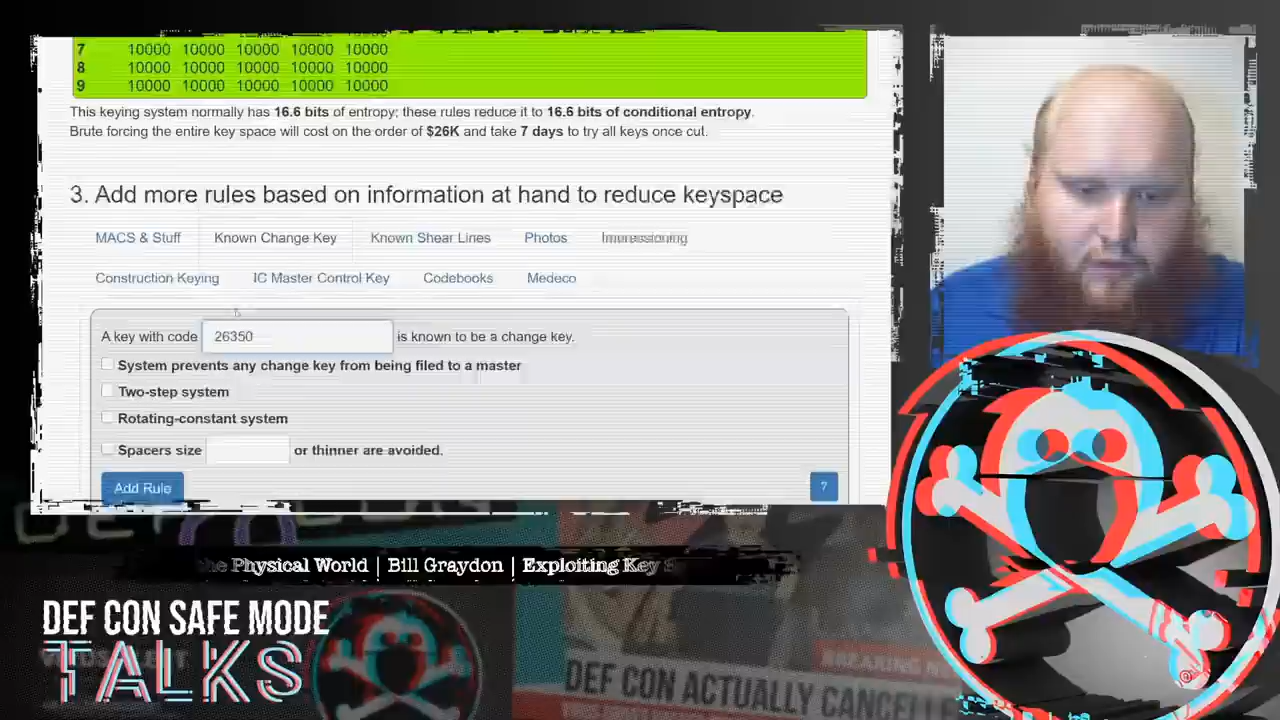 7 10000 10000 10000 10000 10000
8 10000 10000 10000 10000 10000
9 10000 10000 10000 10000 10000
This keying system normally has 16.6 bits of entropy; these rules reduce it to 16.6 bits of conditional entropy.
Brute forcing the entire key space will cost on the order of $26K and take 7 days to try all keys once cut.
3. Add more rules based on information at hand to reduce keyspace
MACS & Stuff Known Change Key Known Shear Lines Photos Impressioning
Construction Keying IC Master Control Key Codebooks Medeco
A key with code 26350 is known to be a change key.
System prevents any change key from being filed to a master
Two-step system
Rotating-constant system
Spacers size or thinner are avoided.
Add Rule ?
the Physical World | Bill Graydon | Exploiting Key
DEF CON SAFE MODE
TALKS
BREAKING
DEF CON ACTUALLY